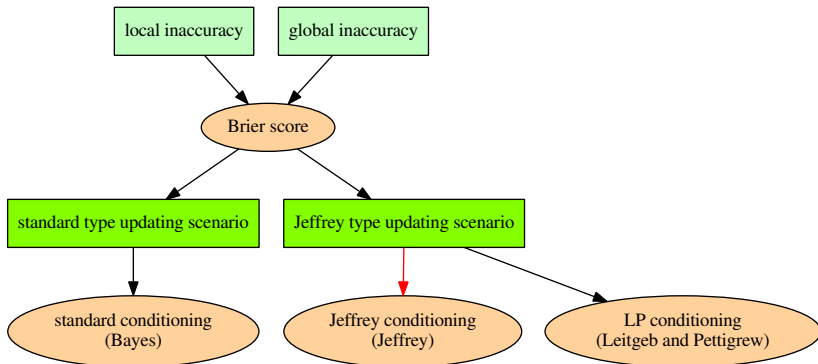 local inaccuracy
global inaccuracy
Brier score
standard type updating scenario
Jeffrey type updating scenario
standard conditioning
(Bayes)
Jeffrey conditioning
(Jeffrey)
LP conditioning
(Leitgeb and Pettigrew)